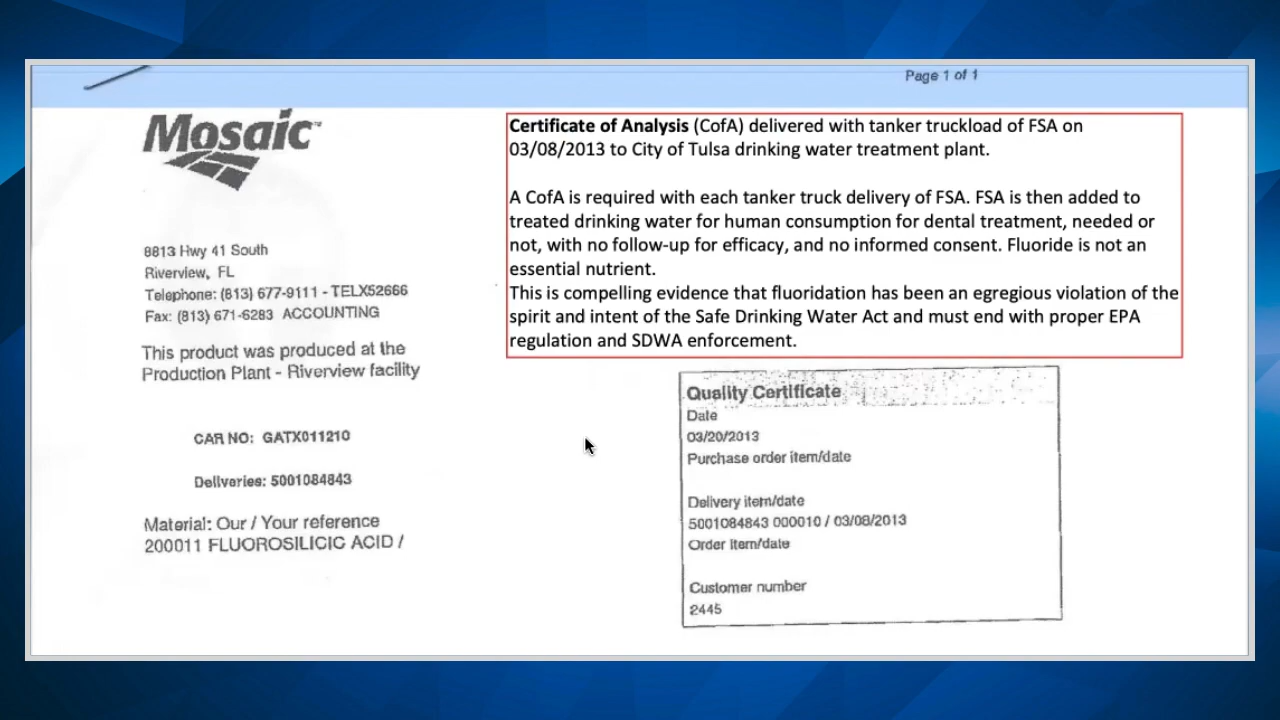 Page 1 of 1
Mosaic™
8813 Hwy 41 South
Riverview, FL
Telephone: (813) 677-9111 - TELX52666
Fax: (813) 671-6283 ACCOUNTING
This product was produced at the
Production Plant - Riverview facility
CAR NO: GATX011210
Deliveries: 5001084843
Material: Our / Your reference
200011 FLUOROSILICIC ACID /
Certificate of Analysis (CofA) delivered with tanker truckload of FSA on
03/08/2013 to City of Tulsa drinking water treatment plant.
A CofA is required with each tanker truck delivery of FSA. FSA is then added to
treated drinking water for human consumption for dental treatment, needed or
not, with no follow-up for efficacy, and no informed consent. Fluoride is not an
essential nutrient.
This is compelling evidence that fluoridation has been an egregious violation of the
spirit and intent of the Safe Drinking Water Act and must end with proper EPA
regulation and SDWA enforcement.
Quality Certificate
Date
03/20/2013
Purchase order item/date
Delivery item/date
5001084843 000010 / 03/08/2013
Order item/date
Customer number
2445